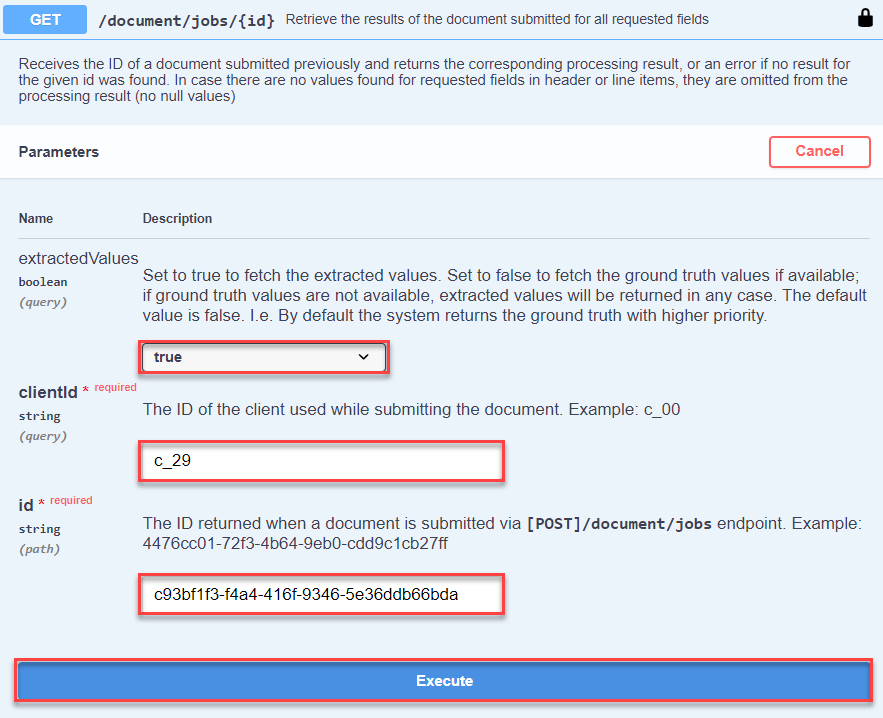 GET /document/jobs/{id} Retrieve the results of the document submitted for all requested fields
Receives the ID of a document submitted previously and returns the corresponding processing result, or an error if no result for
the given id was found. In case there are no values found for requested fields in header or line items, they are omitted from the
processing result (no null values)
Parameters Cancel
Name Description
extractedValues
boolean
(query)
Set to true to fetch the extracted values. Set to false to fetch the ground truth values if available;
if ground truth values are not available, extracted values will be returned in any case. The default
value is false. I.e. By default the system returns the ground truth with higher priority.
true
clientId * required
string
(query)
The ID of the client used while submitting the document. Example: c_00
c_29
id * required
string
(path)
The ID returned when a document is submitted via [POST]/document/jobs endpoint. Example:
4476cc01-72f3-4b64-9eb0-cdd9c1cb27ff
c93bf1f3-f4a4-416f-9346-5e36ddb66bda
Execute